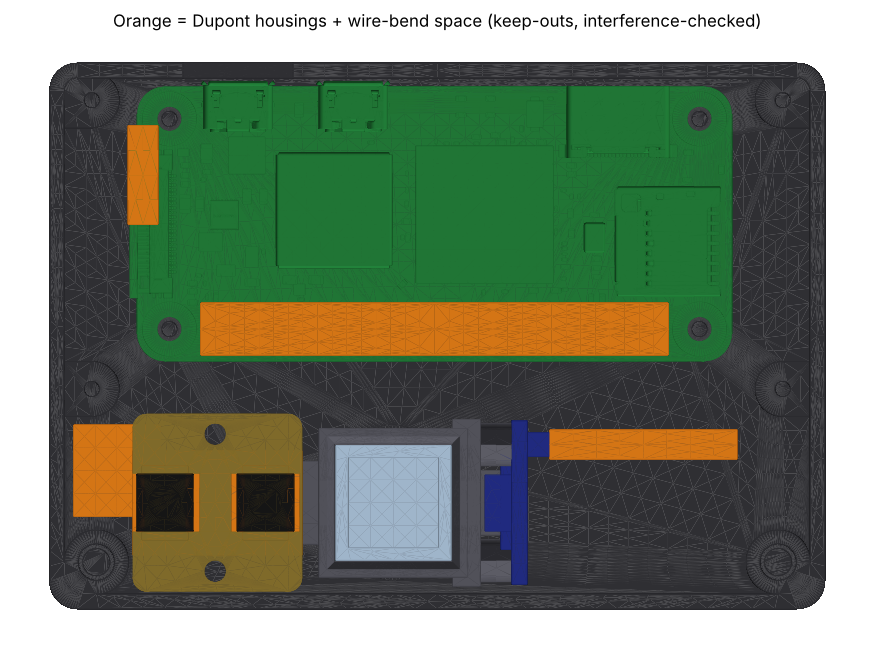 Orange = Dupont housings + wire-bend space (keep-outs, interference-checked)